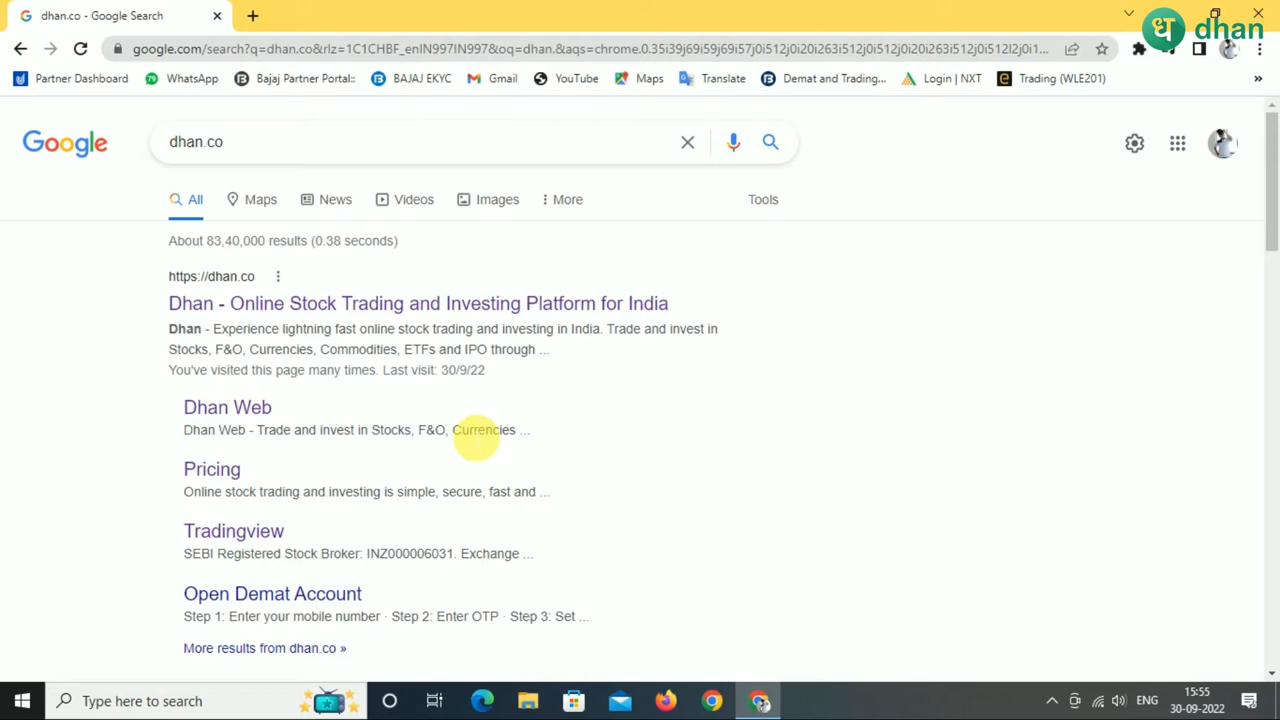 dhan.co - Google Search
ध dhan
google.com/search?q=dhan.co&rlz=1C1CHBF_enIN997IN997&oq=dhan.&aqs=chrome.0.35i39j69i59j69i57j0i512j0i20i263i512j0i20i263i512j0i512l2j0i1...
Partner Dashboard WhatsApp Bajaj Partner Portal:: BAJAJ EKYC Gmail YouTube Maps Translate Demat and Trading... Login | NXT Trading (WLE201) »
Google dhan.co
All Maps News Videos Images More Tools
About 83,40,000 results (0.38 seconds)
https://dhan.co
Dhan - Online Stock Trading and Investing Platform for India
Dhan - Experience lightning fast online stock trading and investing in India. Trade and invest in
Stocks, F&O, Currencies, Commodities, ETFs and IPO through ...
You've visited this page many times. Last visit: 30/9/22
Dhan Web
Dhan Web - Trade and invest in Stocks, F&O, Currencies ...
Pricing
Online stock trading and investing is simple, secure, fast and ...
Tradingview
SEBI Registered Stock Broker: INZ000006031. Exchange ...
Open Demat Account
Step 1: Enter your mobile number · Step 2: Enter OTP · Step 3: Set ...
More results from dhan.co »
Type here to search ENG 15:55
30-09-2022